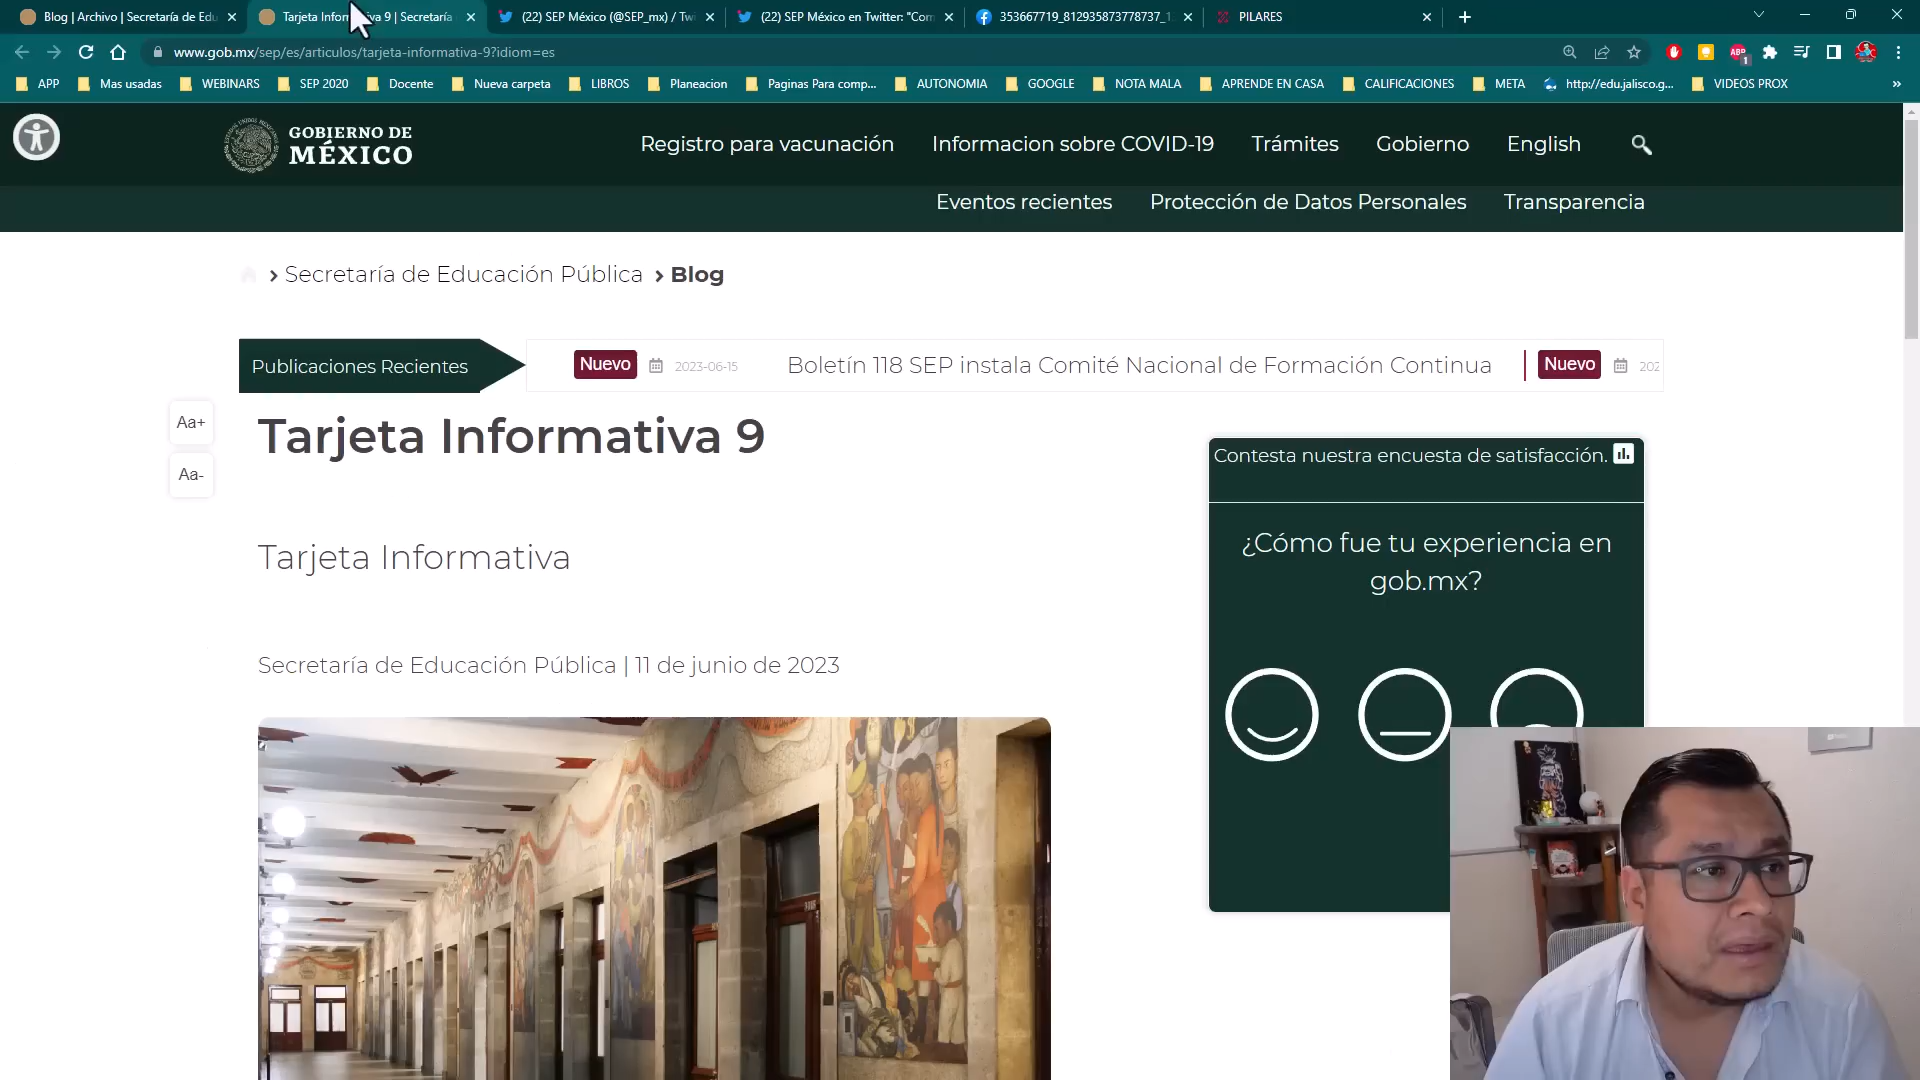 Blog | Archivo | Secretaría de Edu
Tarjeta Infor va 9 | Secretaría
(22) SEP México (@SEP_mx) / Twi
(22) SEP México en Twitter: "Com
353667719_812935873778737_1
PILARES
www.gob.mx/sep/es/articulos/tarjeta-informativa-9?idiom=es
APP
Mas usadas
WEBINARS
SEP 2020
Docente
Nueva carpeta
LIBROS
Planeacion
Paginas Para comp...
AUTONOMIA
GOOGLE
NOTA MALA
APRENDE EN CASA
CALIFICACIONES
META
http://edu.jalisco.g...
VIDEOS PROX
GOBIERNO DE
MÉXICO
Registro para vacunación
Informacion sobre COVID-19
Trámites
Gobierno
English
Eventos recientes
Protección de Datos Personales
Transparencia
Secretaría de Educación Pública
Blog
Publicaciones Recientes
Nuevo
2023-06-15
Boletín 118 SEP instala Comité Nacional de Formación Continua
Nuevo
202
Aa+
Aa-
Tarjeta Informativa 9
Tarjeta Informativa
Secretaría de Educación Pública | 11 de junio de 2023
Contesta nuestra encuesta de satisfacción.
¿Cómo fue tu experiencia en
gob.mx?